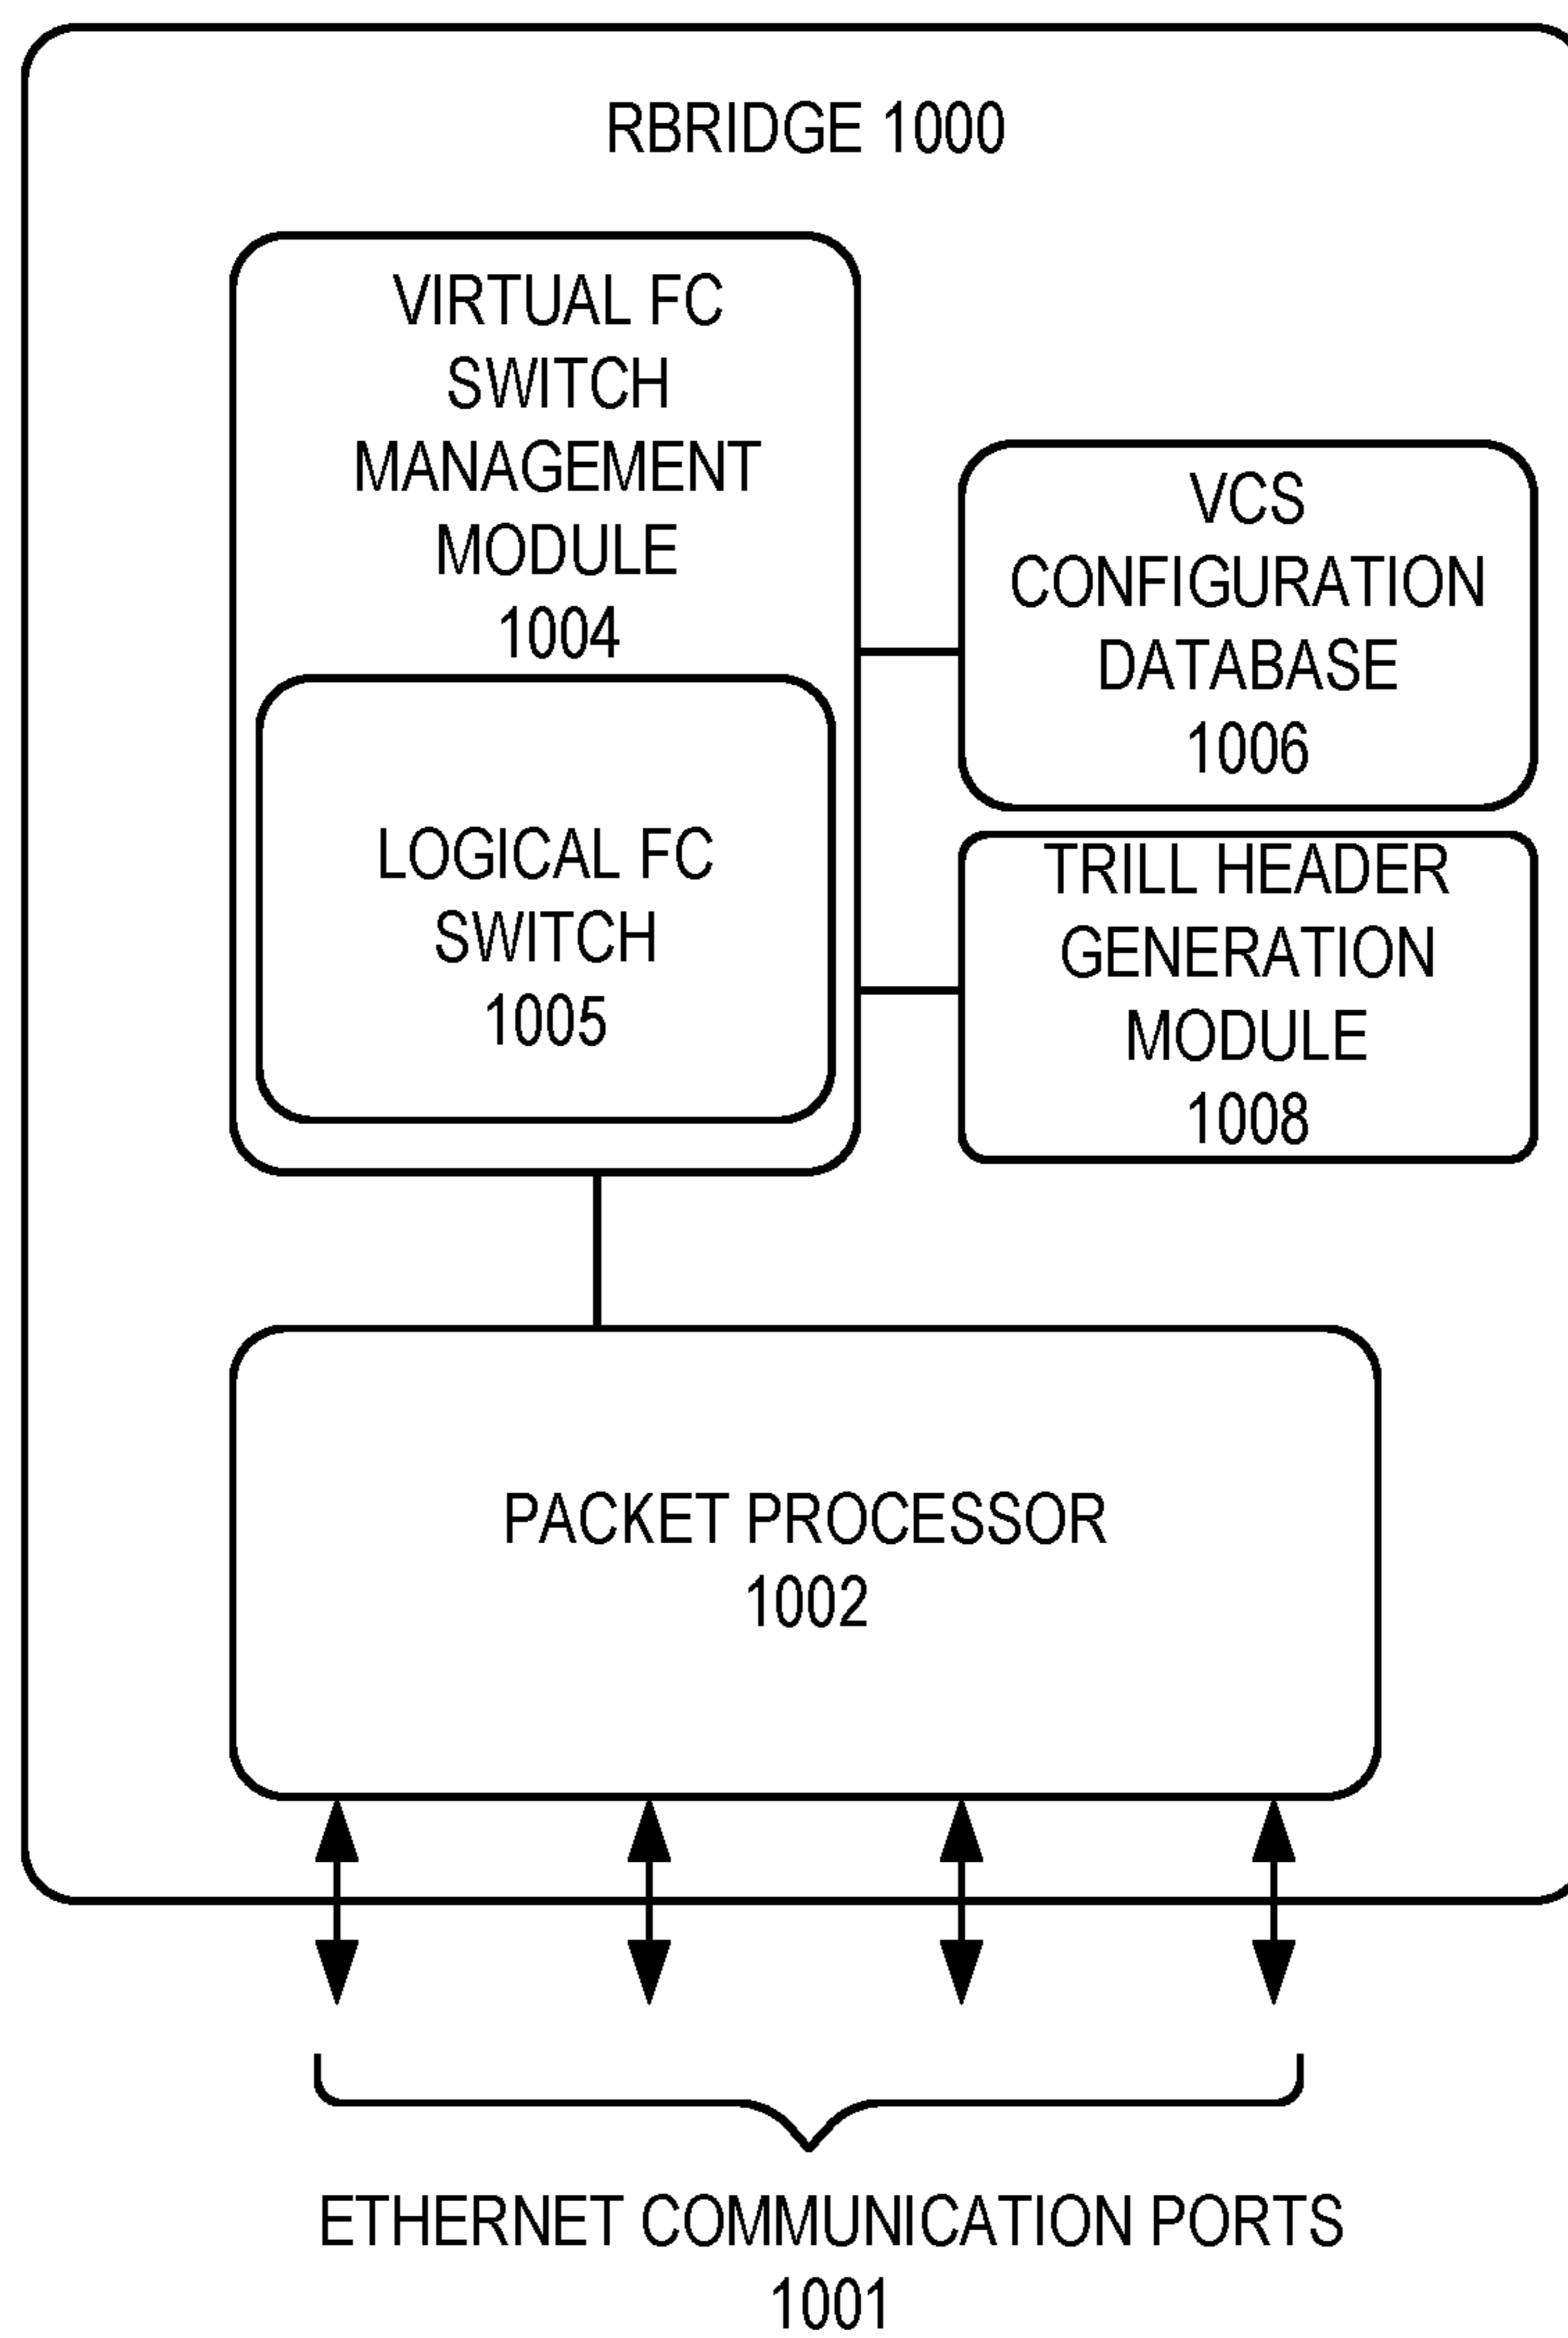 RBRIDGE 1000
VIRTUAL FC
SWITCH
MANAGEMENT
MODULE
1004
LOGICAL FC
SWITCH
1005
VCS
CONFIGURATION
DATABASE
1006
TRILL HEADER
GENERATION
MODULE
1008
PACKET PROCESSOR
1002
ETHERNET COMMUNICATION PORTS
1001